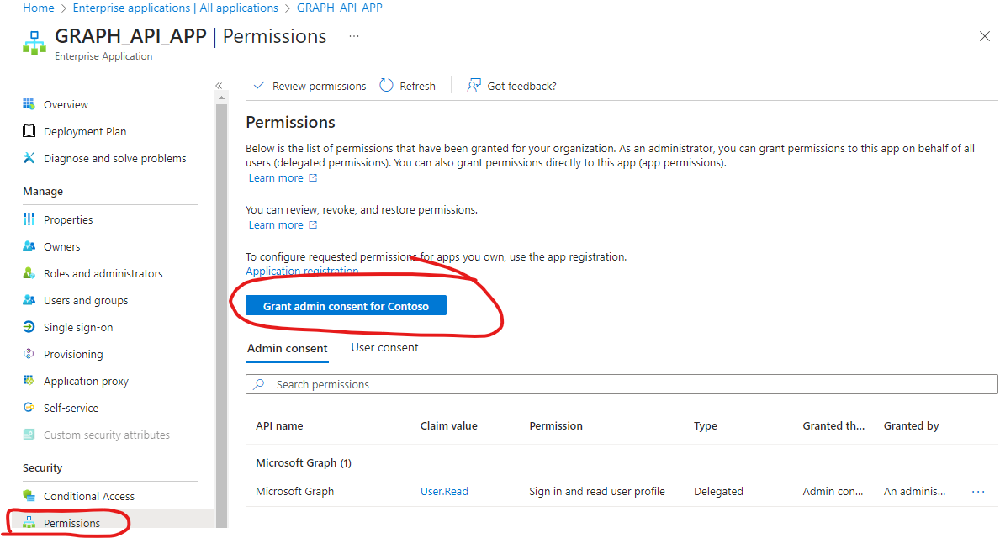 Home > Enterprise applications | All applications > GRAPH_API_APP
GRAPH_API_APP | Permissions ...
Enterprise Application
Overview
Deployment Plan
Diagnose and solve problems
Manage
Properties
Owners
Roles and administrators
Users and groups
Single sign-on
Provisioning
Application proxy
Self-service
Custom security attributes
Security
Conditional Access
Permissions
Review permissions Refresh Got feedback?
Permissions
Below is the list of permissions that have been granted for your organization. As an administrator, you can grant permissions to this app on behalf of all
users (delegated permissions). You can also grant permissions directly to this app (app permissions).
Learn more
You can review, revoke, and restore permissions.
Learn more
To configure requested permissions for apps you own, use the app registration.
Application registration
Grant admin consent for Contoso
Admin consent User consent
Search permissions
API name Claim value Permission Type Granted th... Granted by
Microsoft Graph (1)
Microsoft Graph User.Read Sign in and read user profile Delegated Admin con... An adminis... ...